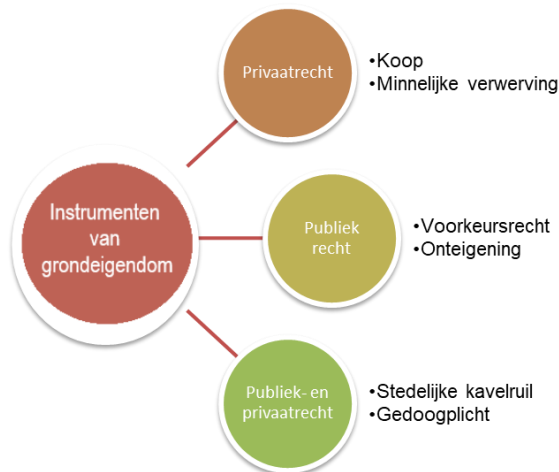 Privaatrecht
•Koop
•Minnelijke verwerving
Instrumenten
van
grondeigendom
Publiek
recht
•Voorkeursrecht
•Onteigening
Publiek- en
privaatrecht
•Stedelijke kavelruil
•Gedoogplicht